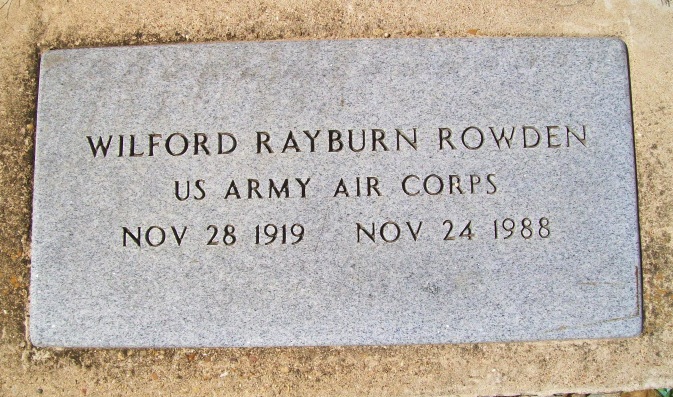 WILFORD RAYBURN ROWDEN
US ARMY AIR CORPS
NOV 28 1919 NOV 24 1988